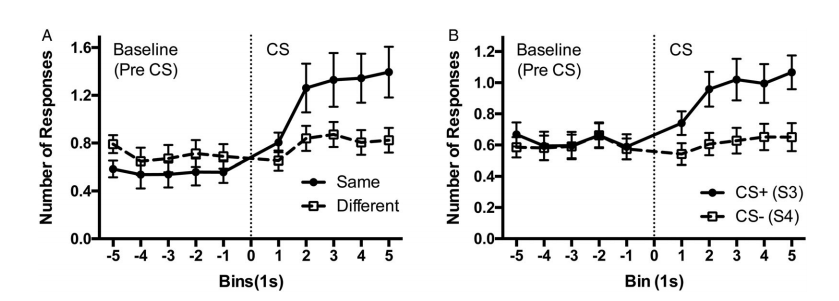 A
Baseline
(Pre CS)
CS
Number of Responses
1.6
1.2
0.8
0.4
0.0
Same
Different
-5 -4 -3 -2 -1 0 1 2 3 4 5
Bins(1s)
B
Baseline
(Pre CS)
CS
Number of Responses
1.2
1.0
0.8
0.6
0.4
0.2
0.0
CS+ (S3)
CS- (S4)
-5 -4 -3 -2 -1 0 1 2 3 4 5
Bin (1s)